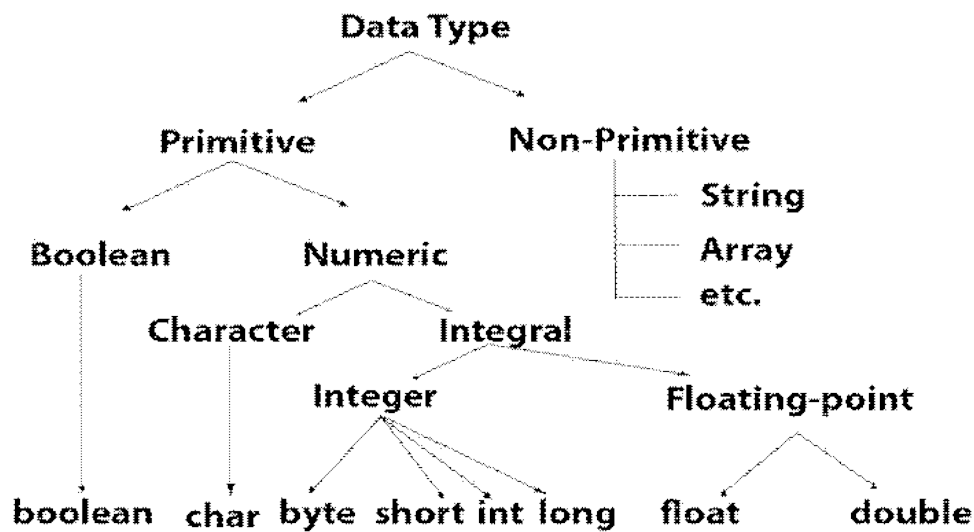 Data Type
Primitive
Non-Primitive
String
Boolean
Numeric
Array
etc.
Character
Integral
Integer
Floating-point
boolean
char
byte
short
int
long
float
double